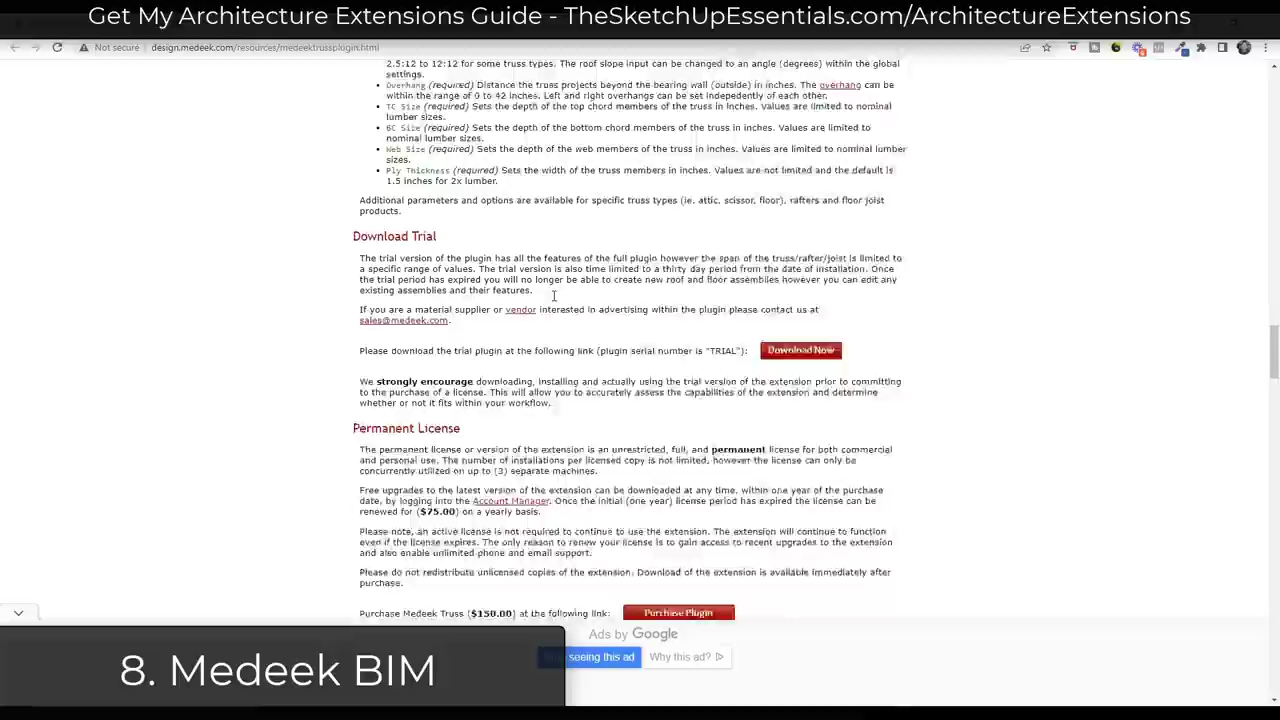 Get My Architecture Extensions Guide - TheSketchUpEssentials.com/ArchitectureExtensions
Not secure | design.medeek.com/resources/medeektrussplugin.html
2.5:12 to 12:12 for some truss types. The roof slope input can be changed to an angle (degrees) within the global
settings.
• Overhang (required) Distance the truss projects beyond the bearing wall (outside) in inches. The overhang can be
within the range of 0 to 42 inches. Left and right overhangs can be set indepedently of each other.
• TC Size (required) Sets the depth of the top chord members of the truss in inches. Values are limited to nominal
lumber sizes.
• BC Size (required) Sets the depth of the bottom chord members of the truss in inches. Values are limited to
nominal lumber sizes.
• Web Size (required) Sets the depth of the web members of the truss in inches. Values are limited to nominal lumber
sizes.
• Ply Thickness (required) Sets the width of the truss members in inches. Values are not limited and the default is
1.5 inches for 2x lumber.
Additional parameters and options are available for specific truss types (ie. attic, scissor, floor), rafters and floor joist
products.
Download Trial
The trial version of the plugin has all the features of the full plugin however the span of the truss/rafter/joist is limited to
a specific range of values. The trial version is also time limited to a thirty day period from the date of installation. Once
the trial period has expired you will no longer be able to create new roof and floor assemblies however you can edit any
existing assemblies and their features.
If you are a material supplier or vendor interested in advertising within the plugin please contact us at
sales@medeek.com.
Please download the trial plugin at the following link (plugin serial number is "TRIAL"): Download Now
We strongly encourage downloading, installing and actually using the trial version of the extension prior to committing
to the purchase of a license. This will allow you to accurately assess the capabilities of the extension and determine
whether or not it fits within your workflow.
Permanent License
The permanent license or version of the extension is an unrestricted, full, and permanent license for both commercial
and personal use. The number of installations per licensed copy is not limited, however the license can only be
concurrently utilized on up to (3) separate machines.
Free upgrades to the latest version of the extension can be downloaded at any time, within one year of the purchase
date, by logging into the Account Manager. Once the initial (one year) license period has expired the license can be
renewed for ($75.00) on a yearly basis.
Please note, an active license is not required to continue to use the extension. The extension will continue to function
even if the license expires. The only reason to renew your license is to gain access to recent upgrades to the extension
and also enable unlimited phone and email support.
Please do not redistribute unlicensed copies of the extension. Download of the extension is available immediately after
purchase.
Purchase Medeek Truss ($150.00) at the following link: Purchase Plugin
Ads by Google
seeing this ad Why this ad?
8. Medeek BIM